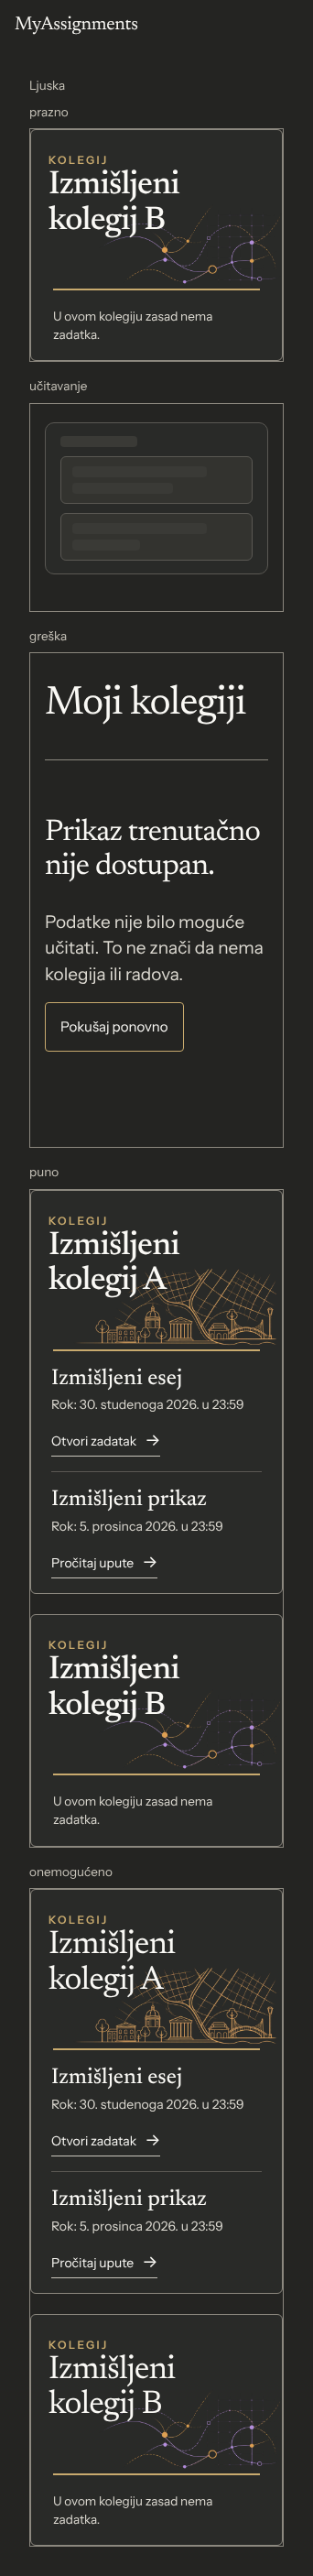 MyAssignments
Ljuska
prazno
KOLEGIJ
Izmišljeni
kolegij B
U ovom kolegiju zasad nema
zadatka.
učitavanje
greška
Moji kolegiji
Prikaz trenutačno
nije dostupan.
Podatke nije bilo moguće
učitati. To ne znači da nema
kolegija ili radova.
Pokušaj ponovno
puno
KOLEGIJ
Izmišljeni
kolegij A
Izmišljeni esej
Rok: 30. studenoga 2026. u 23:59
Otvori zadatak →
Izmišljeni prikaz
Rok: 5. prosinca 2026. u 23:59
Pročitaj upute →
KOLEGIJ
Izmišljeni
kolegij B
U ovom kolegiju zasad nema
zadatka.
onemogućeno
KOLEGIJ
Izmišljeni
kolegij A
Izmišljeni esej
Rok: 30. studenoga 2026. u 23:59
Otvori zadatak →
Izmišljeni prikaz
Rok: 5. prosinca 2026. u 23:59
Pročitaj upute →
KOLEGIJ
Izmišljeni
kolegij B
U ovom kolegiju zasad nema
zadatka.